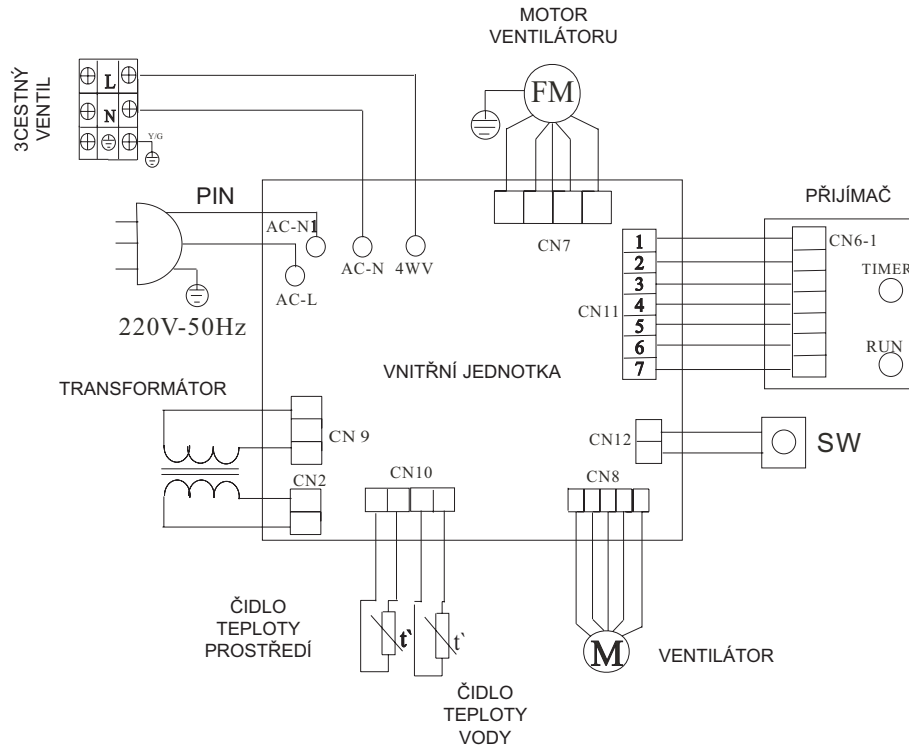 MOTOR
VENTILÁTORU
3CESTNÝ
VENTIL
L
N
Y/G
FM
PIN
PŘIJÍMAČ
AC-N1
AC-N
4WV
AC-L
220V-50Hz
CN7
CN6-1
TIMER
RUN
CN11
1
2
3
4
5
6
7
VNITŘNÍ JEDNOTKA
TRANSFORMÁTOR
CN 9
CN2
CN10
CN12
SW
CN8
ČIDLO
TEPLOTY
PROSTŘEDÍ
t`
t`
M
VENTILÁTOR
ČIDLO
TEPLOTY
VODY